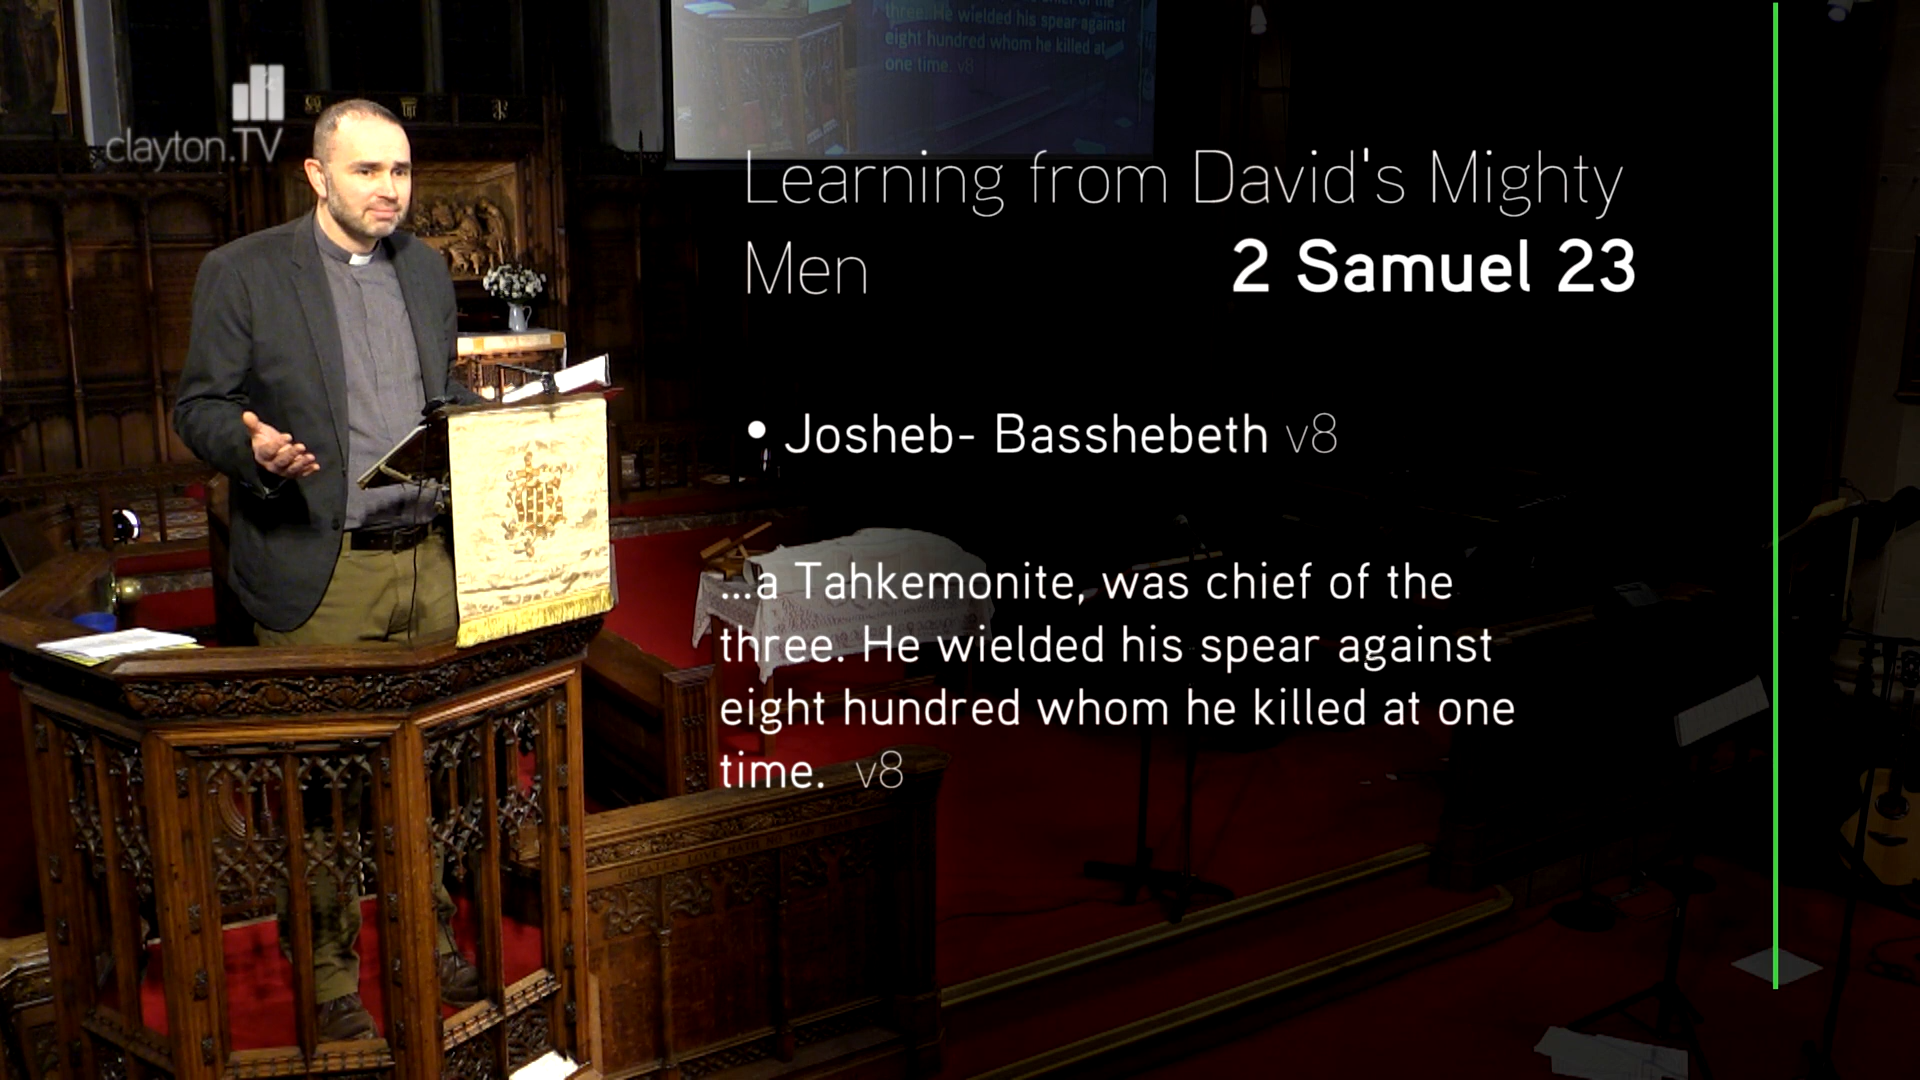 three. He wielded his spear against
eight hundred whom he killed at
one time. v8
clayton.TV
Learning from David's Mighty
Men
2 Samuel 23
• Josheb- Basshebeth v8
...a Tahkemonite, was chief of the
three. He wielded his spear against
eight hundred whom he killed at one
time. v8